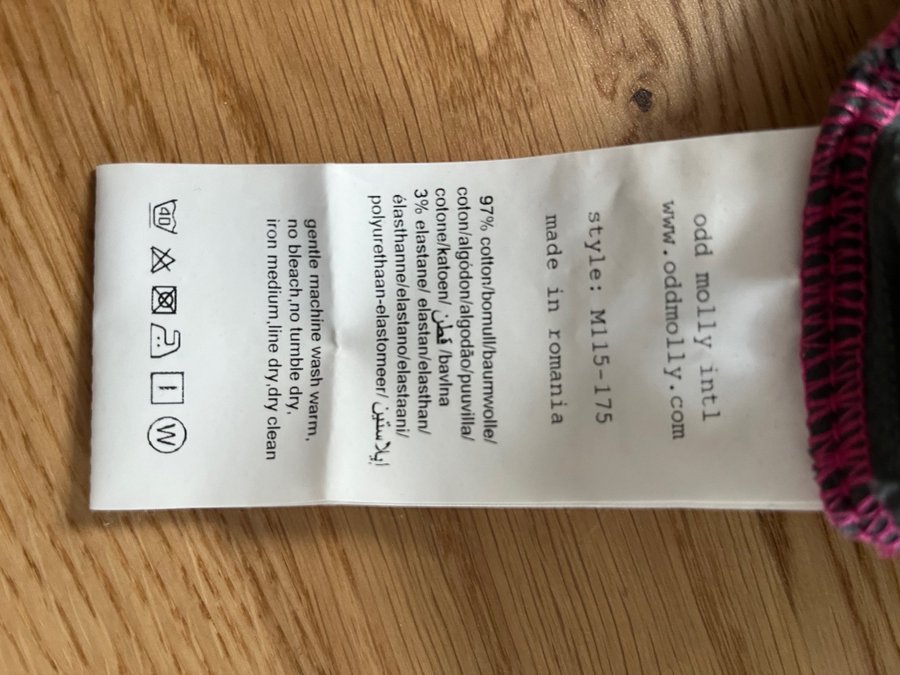 odd molly intl
www.oddmolly.com
style: M115-175
made in romania
97% cotton/bomull/baumwolle/
coton/algódon/algodão/puuvilla/
cotone/katoen/ قطن /bavlna
3% elastane/ elastan/elasthan/
élasthanne/elastano/elastaani/
polyurethaan-elastomeer/ إيلاستين
gentle machine wash warm,
no bleach,no tumble dry,
iron medium,line dry,dry clean
40 W